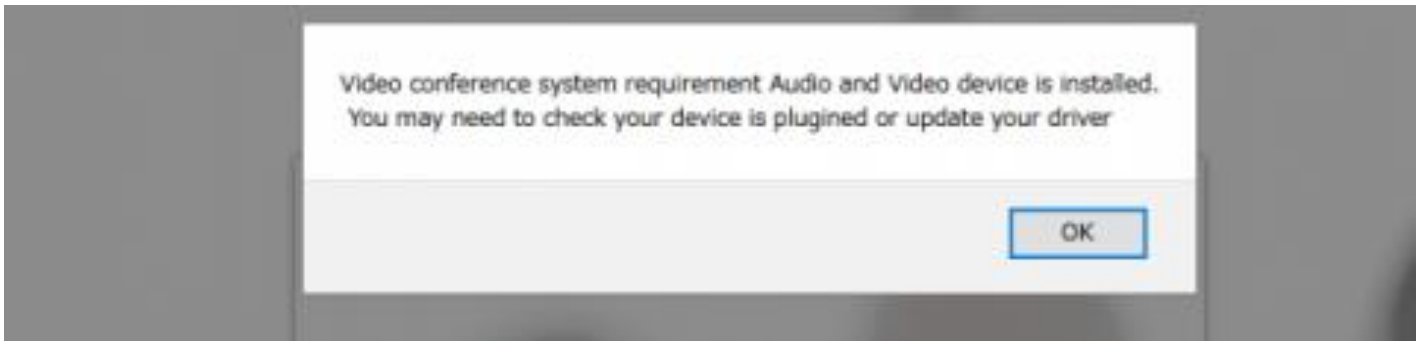 Video conference system requirement Audio and Video device is installed.
You may need to check your device is plugined or update your driver
OK